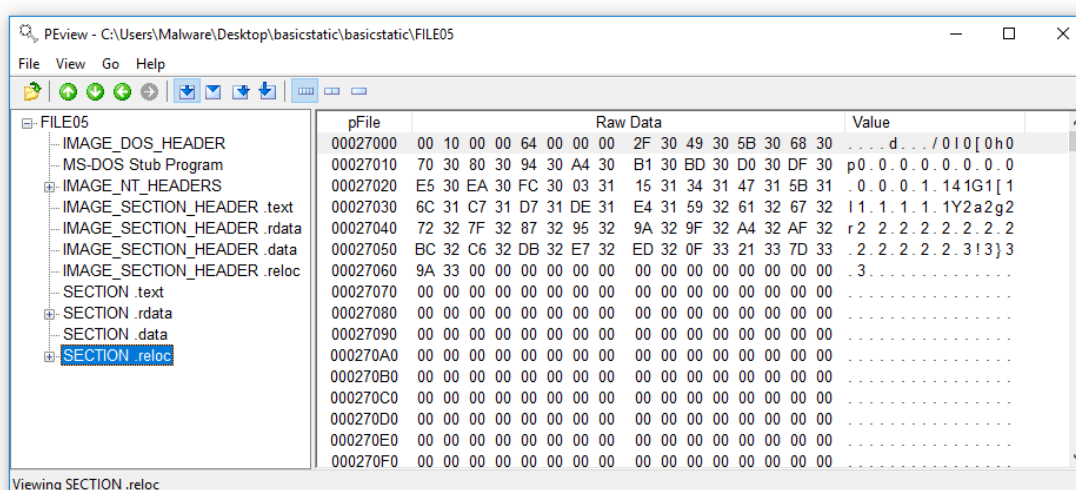 PEview - C:\Users\Malware\Desktop\basicstatic\basicstatic\FILE05
File View Go Help
FILE05
IMAGE_DOS_HEADER
MS-DOS Stub Program
IMAGE_NT_HEADERS
IMAGE_SECTION_HEADER .text
IMAGE_SECTION_HEADER .rdata
IMAGE_SECTION_HEADER .data
IMAGE_SECTION_HEADER .reloc
SECTION .text
SECTION .rdata
SECTION .data
SECTION .reloc
pFile Raw Data Value
00027000 00 10 00 00 64 00 00 00 2F 30 49 30 5B 30 68 30 . . . . d . . . / 0 I 0 [ 0 h 0
00027010 70 30 80 30 94 30 A4 30 B1 30 BD 30 D0 30 DF 30 p 0 . 0 . 0 . 0 . 0 . 0 . 0 . 0
00027020 E5 30 EA 30 FC 30 03 31 15 31 34 31 47 31 5B 31 . 0 . 0 . 0 . 1 . 1 4 1 G 1 [ 1
00027030 6C 31 C7 31 D7 31 DE 31 E4 31 59 32 61 32 67 32 l 1 . 1 . 1 . 1 . 1 Y 2 a 2 g 2
00027040 72 32 7F 32 87 32 95 32 9A 32 9F 32 A4 32 AF 32 r 2 2 . 2 . 2 . 2 . 2 . 2 . 2
00027050 BC 32 C6 32 DB 32 E7 32 ED 32 0F 33 21 33 7D 33 . 2 . 2 . 2 . 2 . 2 . 3 ! 3 } 3
00027060 9A 33 00 00 00 00 00 00 00 00 00 00 00 00 00 00 . 3 . . . . . . . . . . . . . .
00027070 00 00 00 00 00 00 00 00 00 00 00 00 00 00 00 00 . . . . . . . . . . . . . . . .
00027080 00 00 00 00 00 00 00 00 00 00 00 00 00 00 00 00 . . . . . . . . . . . . . . . .
00027090 00 00 00 00 00 00 00 00 00 00 00 00 00 00 00 00 . . . . . . . . . . . . . . . .
000270A0 00 00 00 00 00 00 00 00 00 00 00 00 00 00 00 00 . . . . . . . . . . . . . . . .
000270B0 00 00 00 00 00 00 00 00 00 00 00 00 00 00 00 00 . . . . . . . . . . . . . . . .
000270C0 00 00 00 00 00 00 00 00 00 00 00 00 00 00 00 00 . . . . . . . . . . . . . . . .
000270D0 00 00 00 00 00 00 00 00 00 00 00 00 00 00 00 00 . . . . . . . . . . . . . . . .
000270E0 00 00 00 00 00 00 00 00 00 00 00 00 00 00 00 00 . . . . . . . . . . . . . . . .
000270F0 00 00 00 00 00 00 00 00 00 00 00 00 00 00 00 00 . . . . . . . . . . . . . . . .
Viewing SECTION .reloc